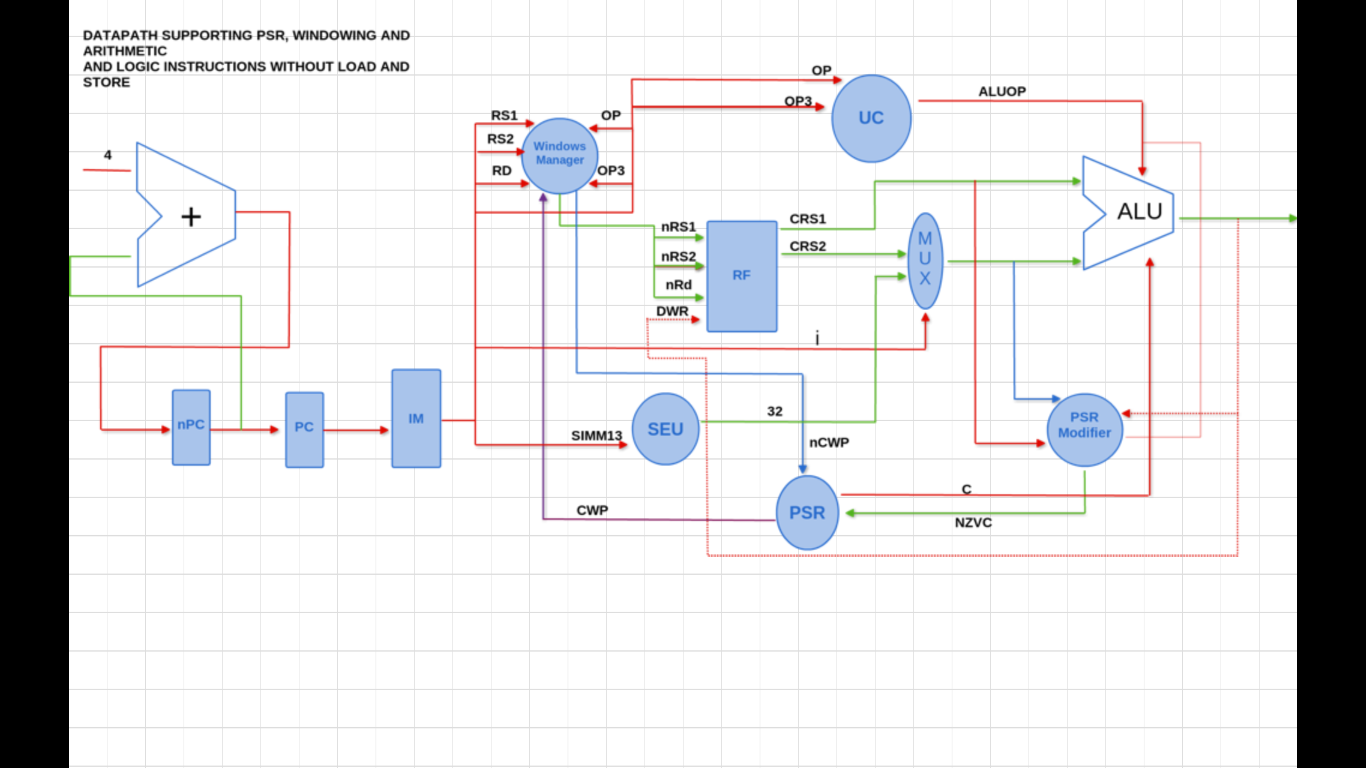 DATAPATH SUPPORTING PSR, WINDOWING AND
ARITHMETIC
AND LOGIC INSTRUCTIONS WITHOUT LOAD AND
STORE
OP
OP3
UC
ALUOP
RS1
RS2
RD
Windows
Manager
OP
OP3
4
+
ALU
nRS1
nRS2
nRd
DWR
RF
CRS1
CRS2
M
U
X
i
nPC
PC
IM
SIMM13
SEU
32
nCWP
PSR
Modifier
CWP
PSR
C
NZVC